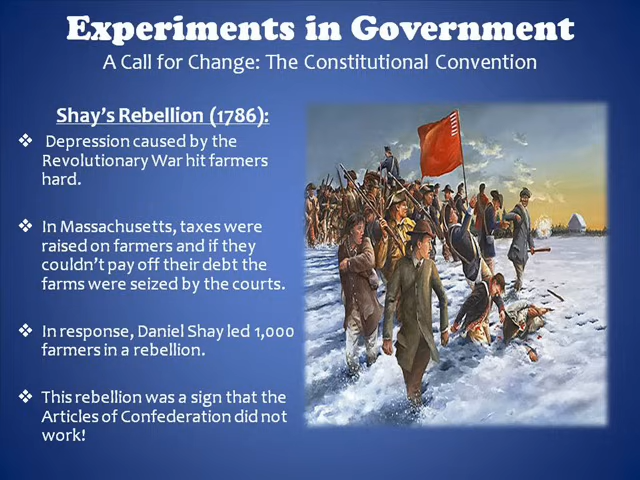 Experiments in Government
A Call for Change: The Constitutional Convention
Shay's Rebellion (1786):
❖ Depression caused by the
Revolutionary War hit farmers
hard.
❖ In Massachusetts, taxes were
raised on farmers and if they
couldn't pay off their debt the
farms were seized by the courts.
❖ In response, Daniel Shay led 1,000
farmers in a rebellion.
❖ This rebellion was a sign that the
Articles of Confederation did not
work!